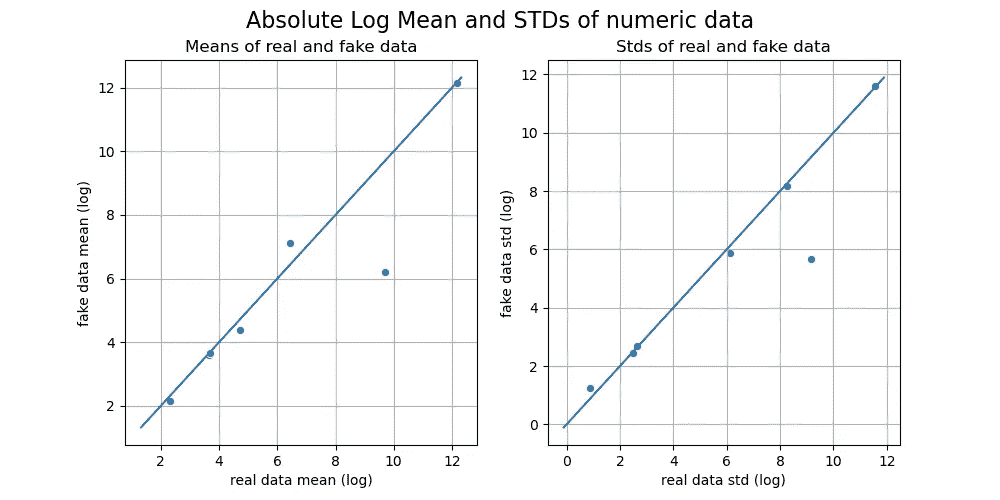 Absolute Log Mean and STDs of numeric data
Means of real and fake data
fake data mean (log)
12
10
8
6
4
2
2 4 6 8 10 12
real data mean (log)
Stds of real and fake data
fake data std (log)
12
10
8
6
4
2
0
0 2 4 6 8 10 12
real data std (log)